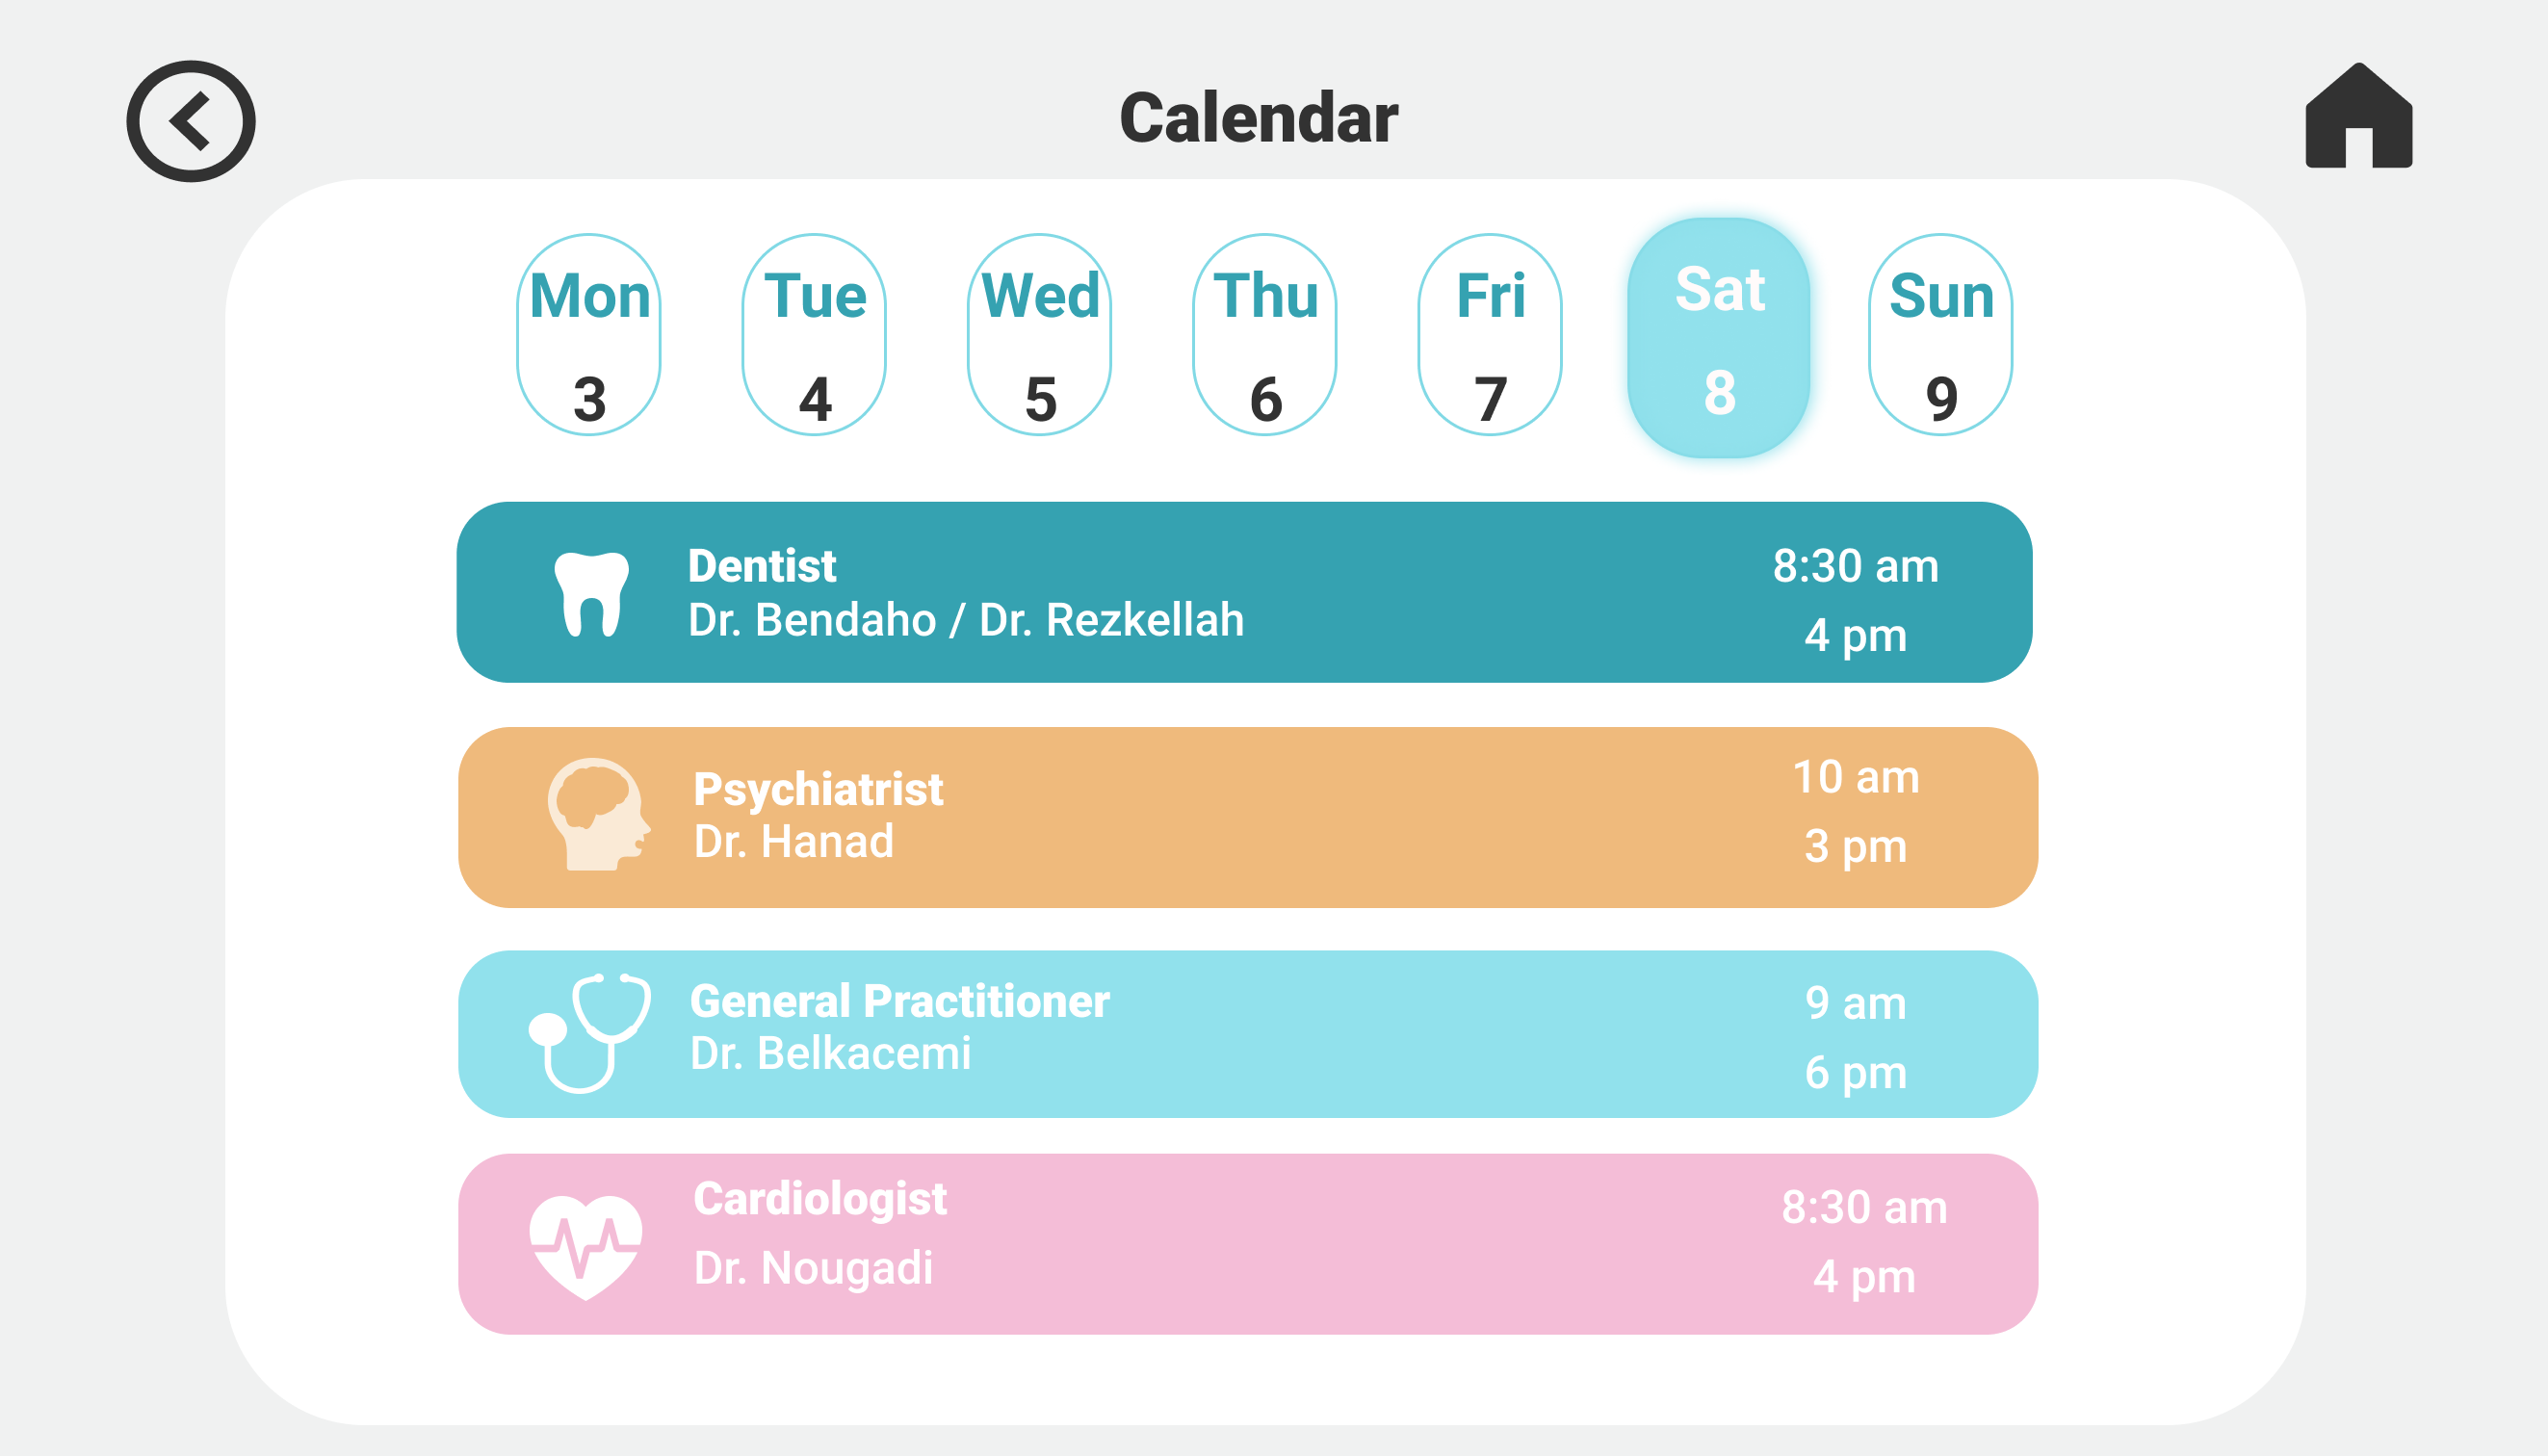 Calendar
Mon Tue Wed Thu Fri Sat Sun
3 4 5 6 7 8 9
Dentist
Dr. Bendaho / Dr. Rezkellah
8:30 am
4 pm
Psychiatrist
Dr. Hanad
10 am
3 pm
General Practitioner
Dr. Belkacemi
9 am
6 pm
Cardiologist
Dr. Nougadi
8:30 am
4 pm